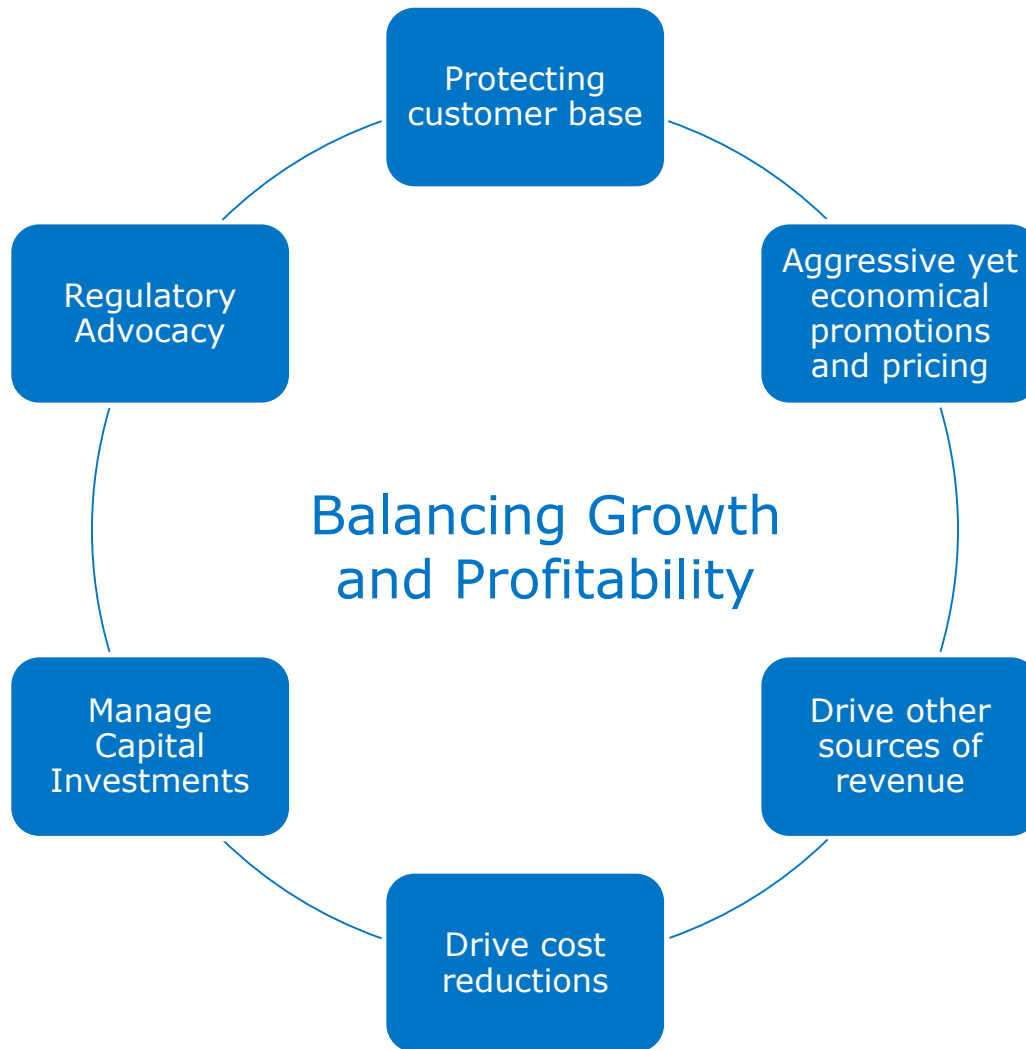 Protecting
customer base
Aggressive yet
economical
promotions
and pricing
Drive other
sources of
revenue
Drive cost
reductions
Manage
Capital
Investments
Regulatory
Advocacy
Balancing Growth
and Profitability